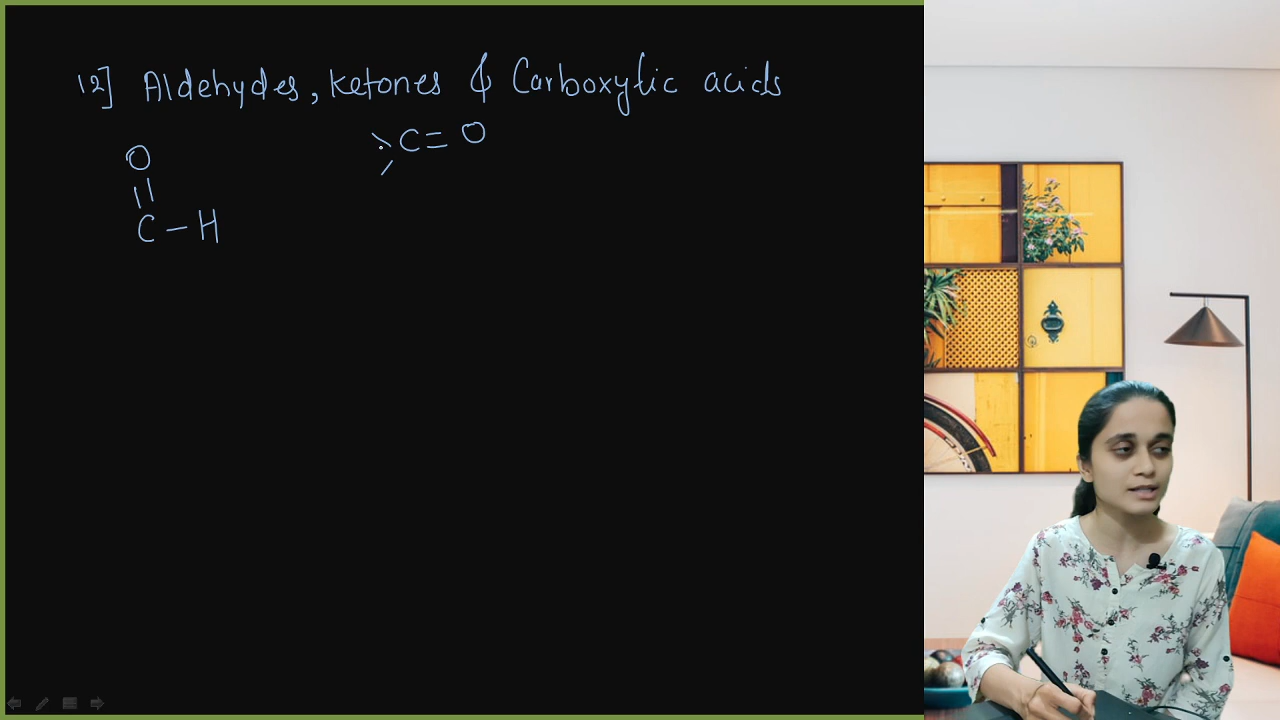 12] Aldehydes, ketones & Carboxylic acids
>C=O
O
||
C-H